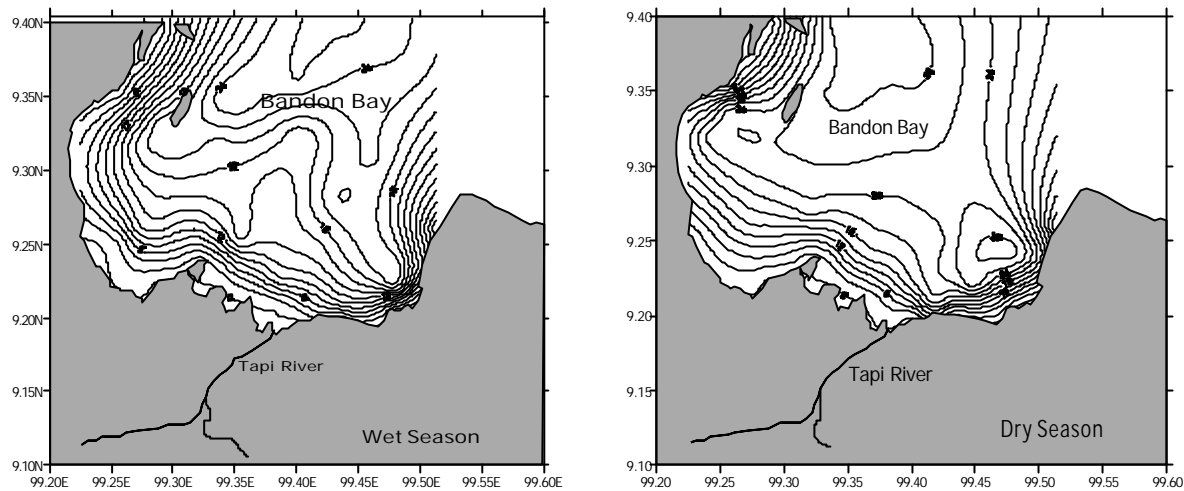 9.40N
9.35N
9.30N
9.25N
9.20N
9.15N
9.10N
99.20E 99.25E 99.30E 99.35E 99.40E 99.45E 99.50E 99.55E 99.60E
Bandon Bay
Tapi River
Wet Season
9.40
9.35
9.30
9.25
9.20
9.15
9.10
99.20 99.25 99.30 99.35 99.40 99.45 99.50 99.55 99.60
Bandon Bay
Tapi River
Dry Season